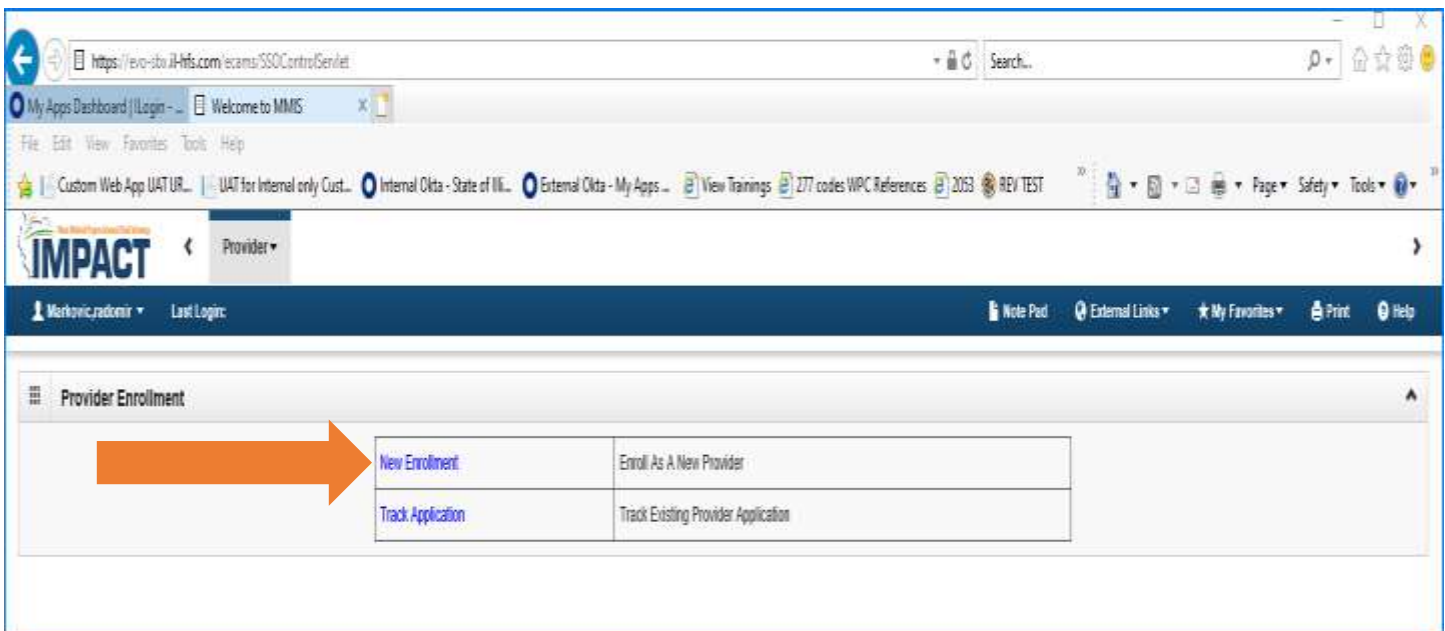 https://evo-sbx.il-hfs.com/ecams/SSOControlServlet
Search...
My Apps Dashboard | ILogin - ... Welcome to MMIS
File Edit View Favorites Tools Help
Custom Web App UAT UR... UAT for Internal only Cust... Internal Okta - State of Illi... External Okta - My Apps ... View Trainings 277 codes WPC References 2053 REV TEST Page Safety Tools
IMPACT Provider
Markovic,radomir Last Login: Note Pad External Links My Favorites Print Help
Provider Enrollment
New Enrollment Enroll As A New Provider
Track Application Track Existing Provider Application